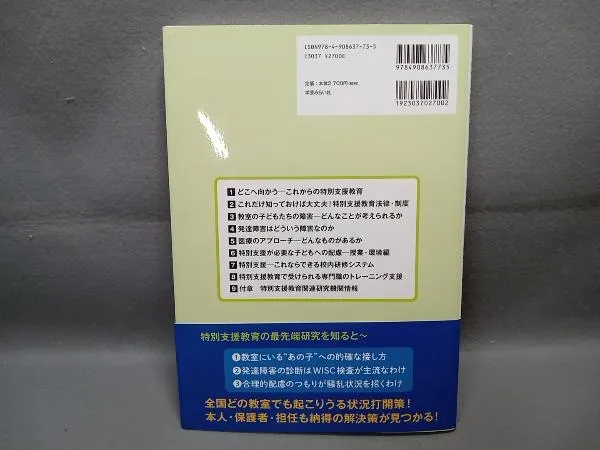 ISBN978-4-908637-73-5
C3037 ¥2700E
定価：本体2,700円(税別)
学芸みらい社
9784908637735
1923037027002
1 どこへ向かう―これからの特別支援教育
2 これだけ知っておけば大丈夫！特別支援教育法律・制度
3 教室の子どもたちの障害―どんなことが考えられるか
4 発達障害はどういう障害なのか
5 医療のアプローチ―どんなものがあるか
6 特別支援が必要な子どもへの配慮―授業・環境編
7 特別支援―これならできる校内研修システム
8 特別支援教育で受けられる専門職のトレーニング支援
9 付章 特別支援教育関連研究機関情報
特別支援教育の最先端研究を知ると〜
①教室にいる“あの子”への的確な接し方
②発達障害の診断はWISC検査が主流なわけ
③合理的配慮のつもりが騒乱状況を招くわけ
全国どの教室でも起こりうる状況打開策！
本人・保護者・担任も納得の解決策が見つかる！